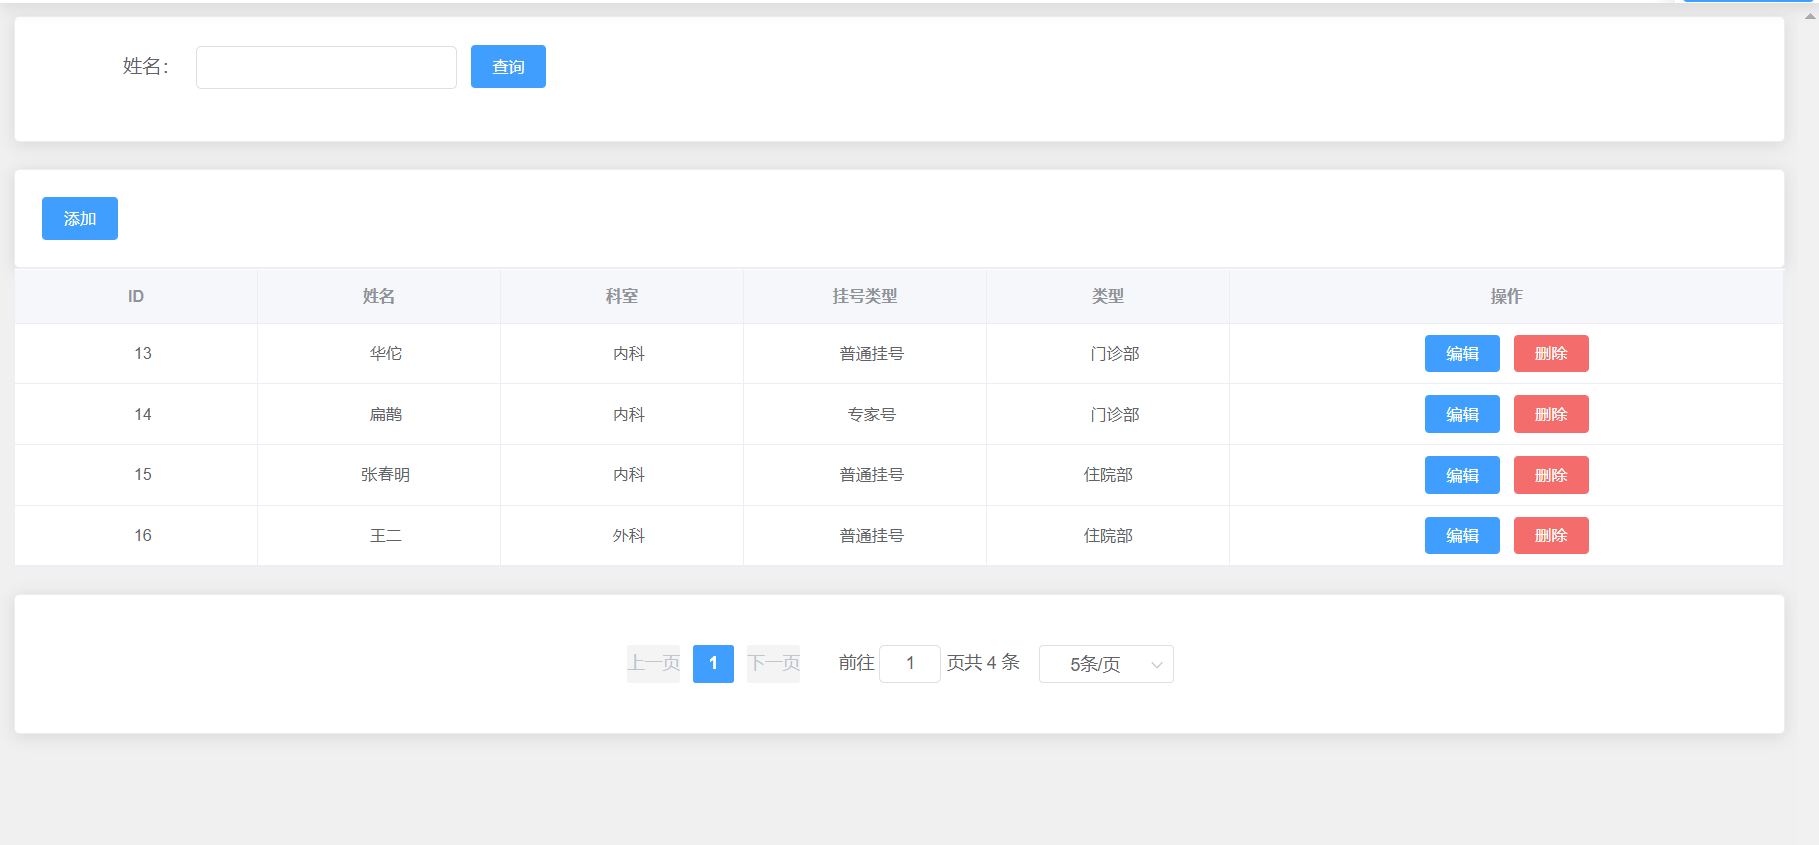 姓名： 查询
添加
ID 姓名 科室 挂号类型 类型 操作
13 华佗 内科 普通挂号 门诊部 编辑 删除
14 扁鹊 内科 专家号 门诊部 编辑 删除
15 张春明 内科 普通挂号 住院部 编辑 删除
16 王二 外科 普通挂号 住院部 编辑 删除
上一页 1 下一页 前往 1 页共 4 条 5条/页